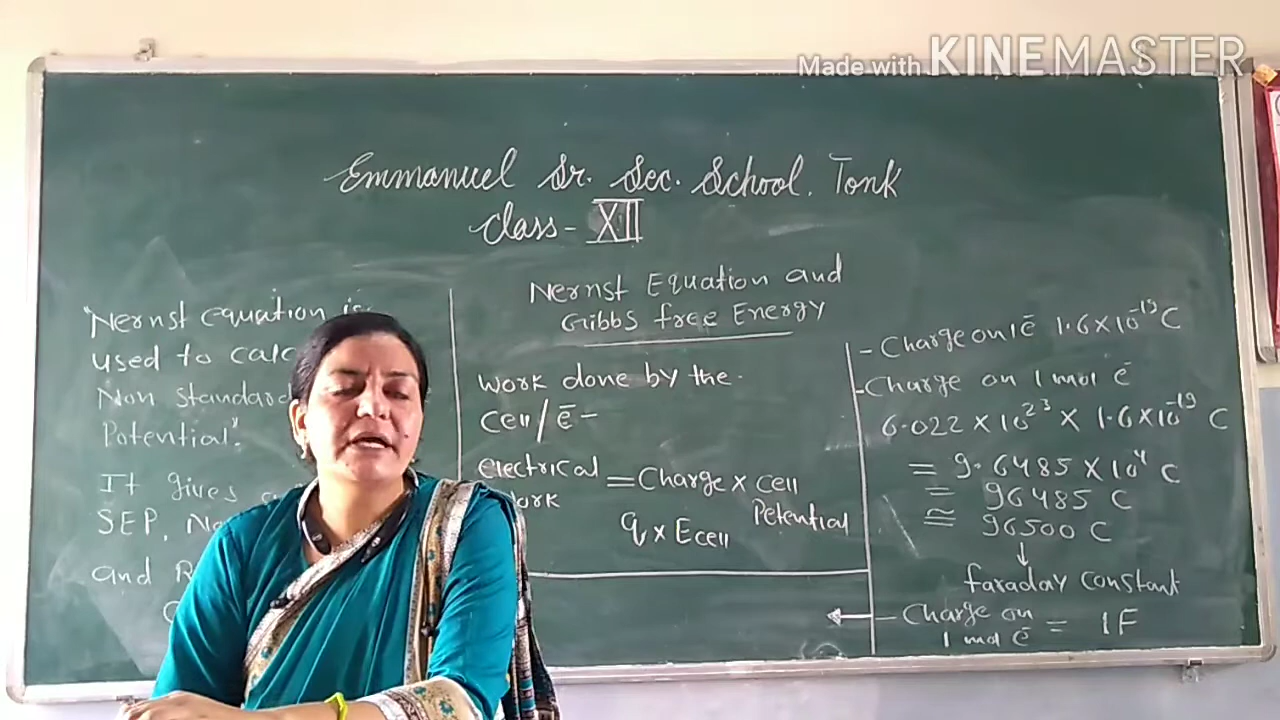 Made with KINEMASTER
Emmanuel Sr. Sec. School. Tonk
Class - XII
"Nernst equation is
used to calc
Non Standard
Potential".
It gives
SEP,
and R
Nernst Equation and
Gibbs free Energy
Work done by the
Cell/ē -
electrical = Charge × cell
work Petential
q × Ecell
- Charge on 1 ē 1.6×10⁻¹⁹C
- Charge on 1 mol ē
6.022 × 10²³ × 1.6×10⁻¹⁹ C
= 9.6485 × 10⁴ C
= 96485 C
≅ 96500 C
↓
faraday constant
← Charge on = 1F
1 mol ē